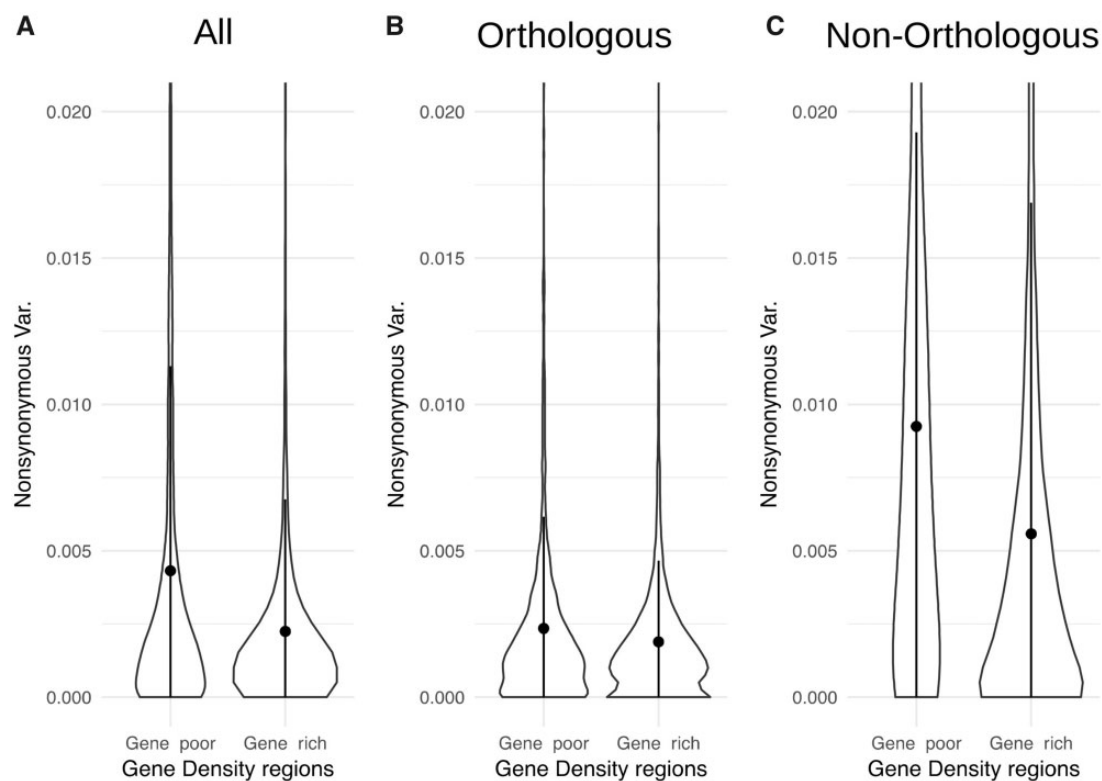 A All
Nonsynonymous Var.
0.020
0.015
0.010
0.005
0.000
Gene poor Gene rich
Gene Density regions
B Orthologous
Nonsynonymous Var.
0.020
0.015
0.010
0.005
0.000
Gene poor Gene rich
Gene Density regions
C Non-Orthologous
Nonsynonymous Var.
0.020
0.015
0.010
0.005
0.000
Gene poor Gene rich
Gene Density regions